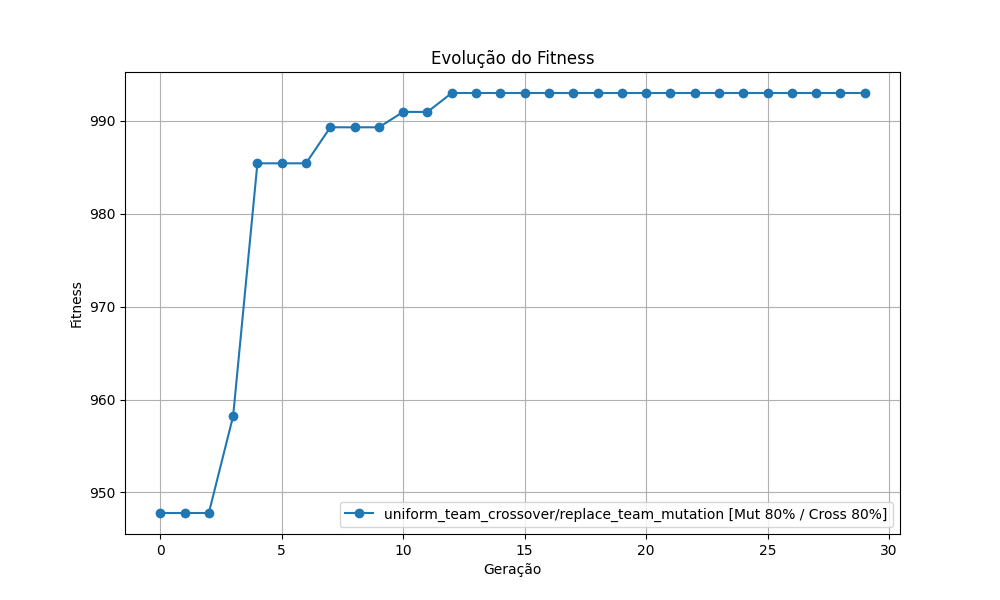 Evolução do Fitness
Fitness
990
980
970
960
950
uniform_team_crossover/replace_team_mutation [Mut 80% / Cross 80%]
0 5 10 15 20 25 30
Geração